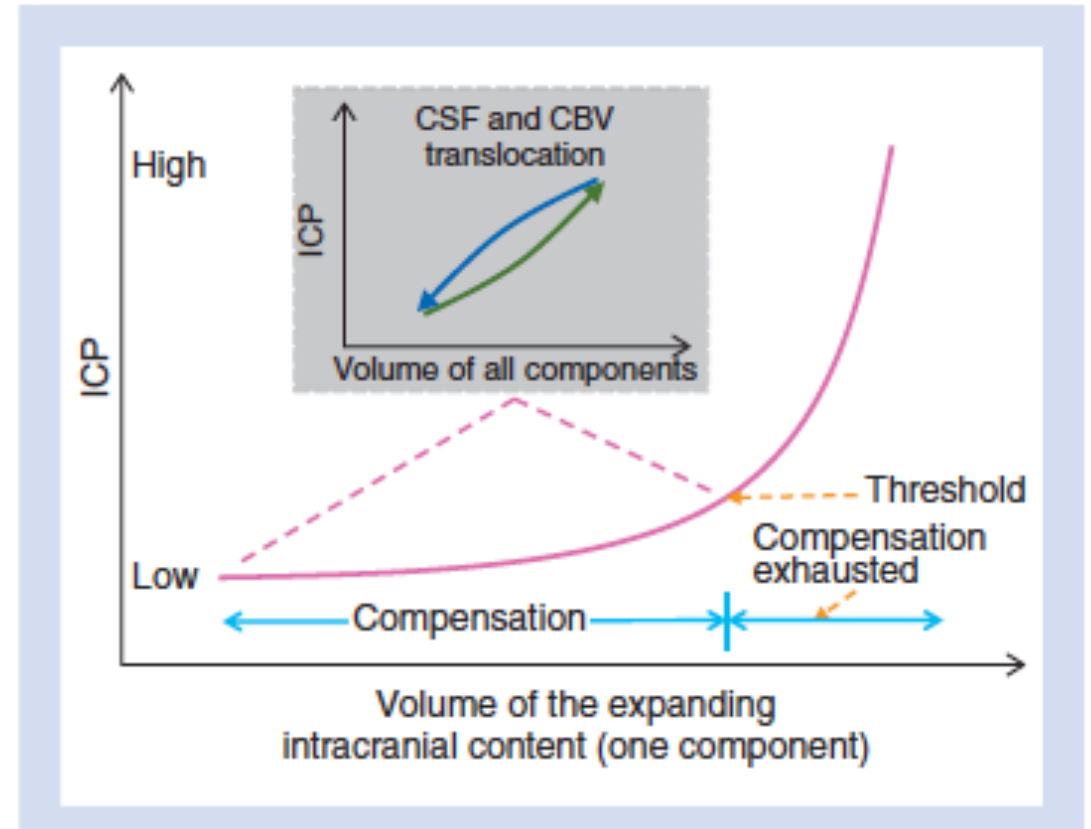 CSF and CBV
translocation
High
ICP
Volume of all components
ICP
Threshold
Compensation
exhausted
Low
Compensation
Volume of the expanding
intracranial content (one component)